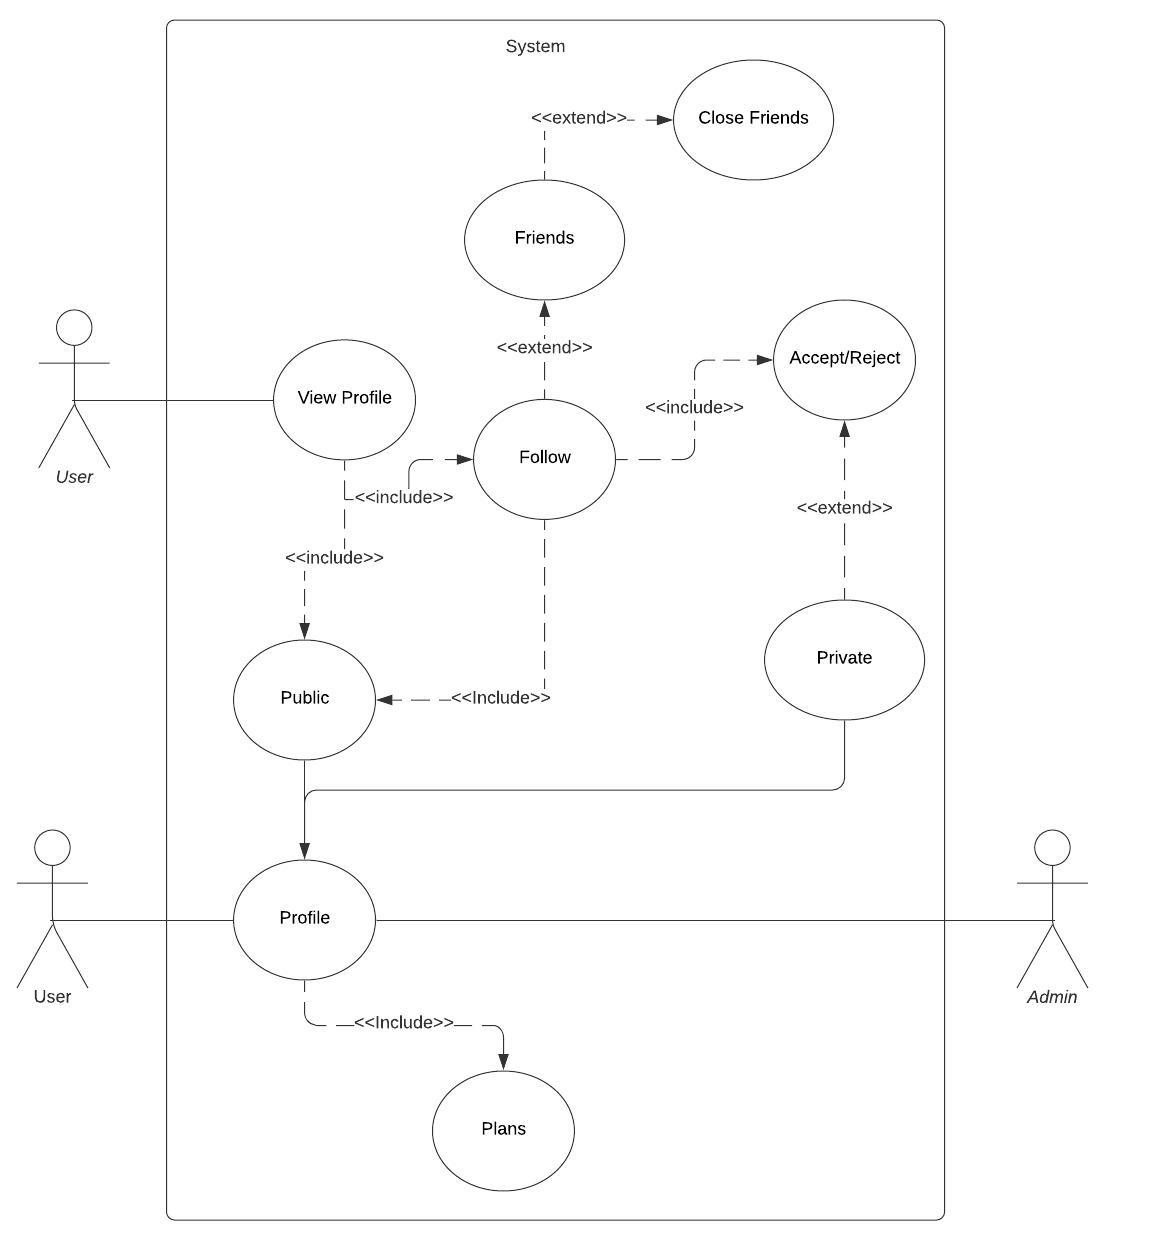 System
<<extend>>
Close Friends
Friends
<<extend>>
Accept/Reject
View Profile
<<include>>
Follow
User
<<include>>
<<extend>>
<<include>>
Private
Public
<<Include>>
Profile
User
Admin
<<Include>>
Plans